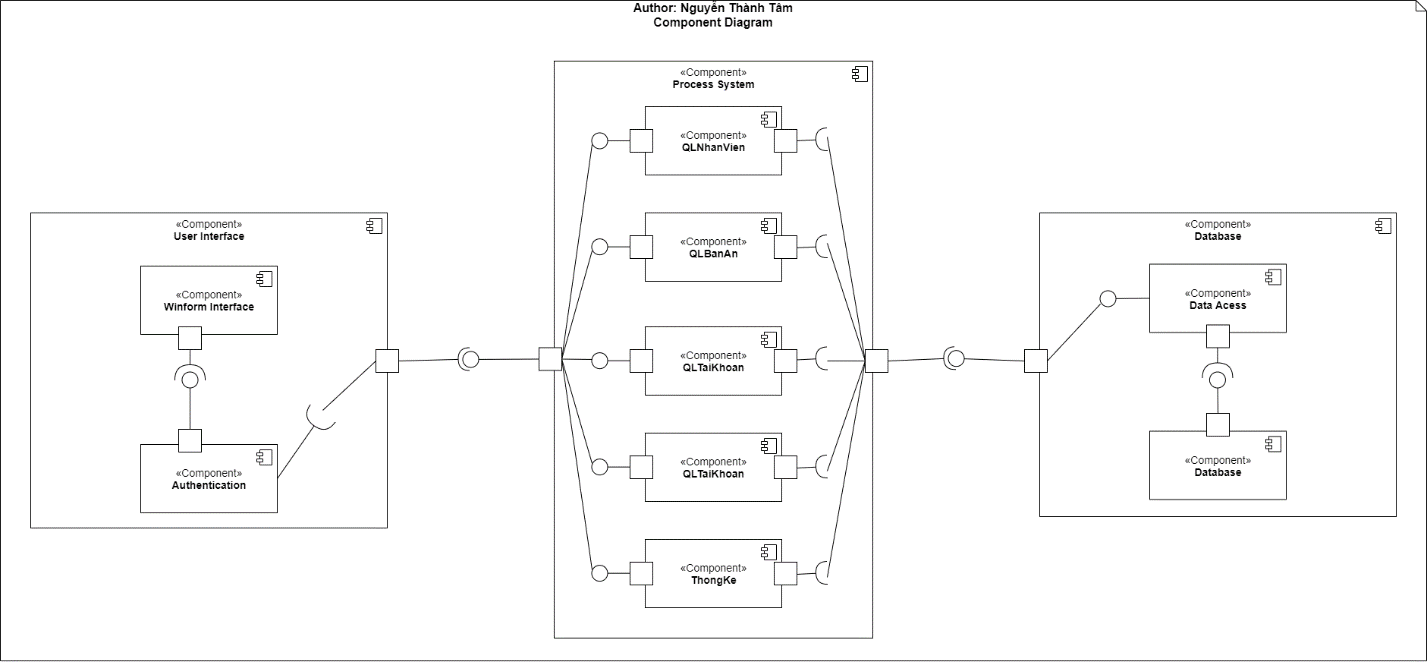 Author: Nguyễn Thành Tâm
Component Diagram
«Component»
User Interface
«Component»
Winform Interface
«Component»
Authentication
«Component»
Process System
«Component»
QLNhanVien
«Component»
QLBanAn
«Component»
QLTaiKhoan
«Component»
QLTaiKhoan
«Component»
ThongKe
«Component»
Database
«Component»
Data Acess
«Component»
Database